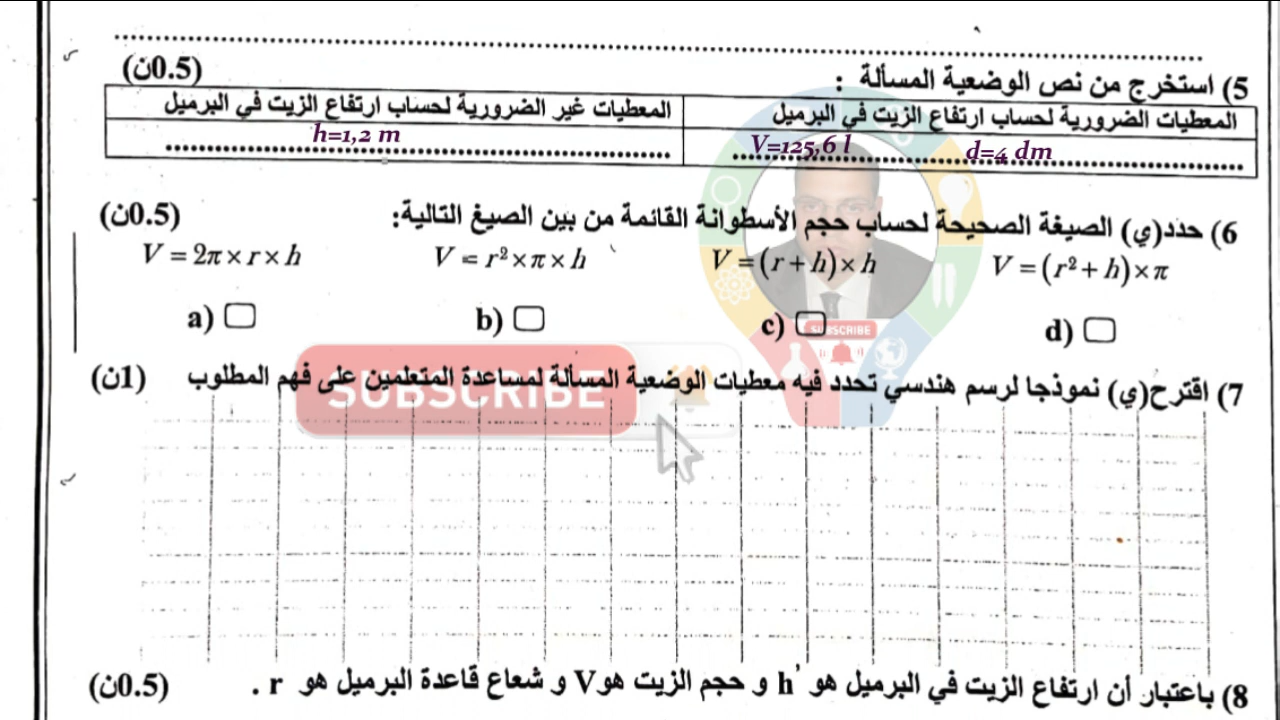 5) استخرج من نص الوضعية المسألة : (0.5ن)
المعطيات الضرورية لحساب ارتفاع الزيت في البرميل المعطيات غير الضرورية لحساب ارتفاع الزيت في البرميل
V=125,6 l d=4 dm h=1,2 m
6) حدد(ي) الصيغة الصحيحة لحساب حجم الأسطوانة القائمة من بين الصيغ التالية: (0.5ن)
V = 2π × r × h V = r² × π × h V = (r + h) × h V = (r² + h) × π
a) b) c) d)
SUBSCRIBE
7) اقترح(ي) نموذجا لرسم هندسي تحدد فيه معطيات الوضعية المسألة لمساعدة المتعلمين على فهم المطلوب (1ن)
SUBSCRIBE
8) باعتبار أن ارتفاع الزيت في البرميل هو h' و حجم الزيت هوV و شعاع قاعدة البرميل هو r . (0.5ن)